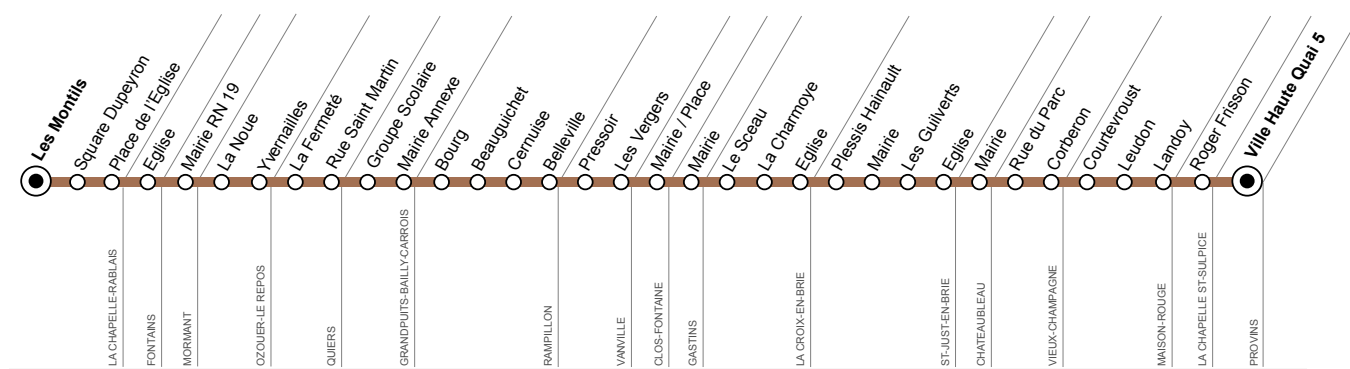 Les Montils
Square Dupeyron
Place de l'Eglise
Eglise
Mairie RN 19
La Noue
Yvernailles
La Fermeté
Rue Saint Martin
Groupe Scolaire
Mairie Annexe
Bourg
Beauguichet
Cernuise
Belleville
Pressoir
Les Vergers
Mairie / Place
Mairie
Le Sceau
La Charmoye
Eglise
Plessis Hainault
Mairie
Les Guilverts
Eglise
Mairie
Rue du Parc
Corberon
Courtevroust
Leudon
Landoy
Roger Frisson
Ville Haute Quai 5
LA CHAPELLE-RABLAIS
FONTAINS
MORMANT
OZOUER-LE REPOS
QUIERS
GRANDPUITS-BAILLY-CARROIS
RAMPILLON
VANVILLE
CLOS-FONTAINE
GASTINS
LA CROIX-EN-BRIE
ST-JUST-EN-BRIE
CHATEAUBLEAU
VIEUX-CHAMPAGNE
MAISON-ROUGE
LA CHAPELLE ST-SULPICE
PROVINS